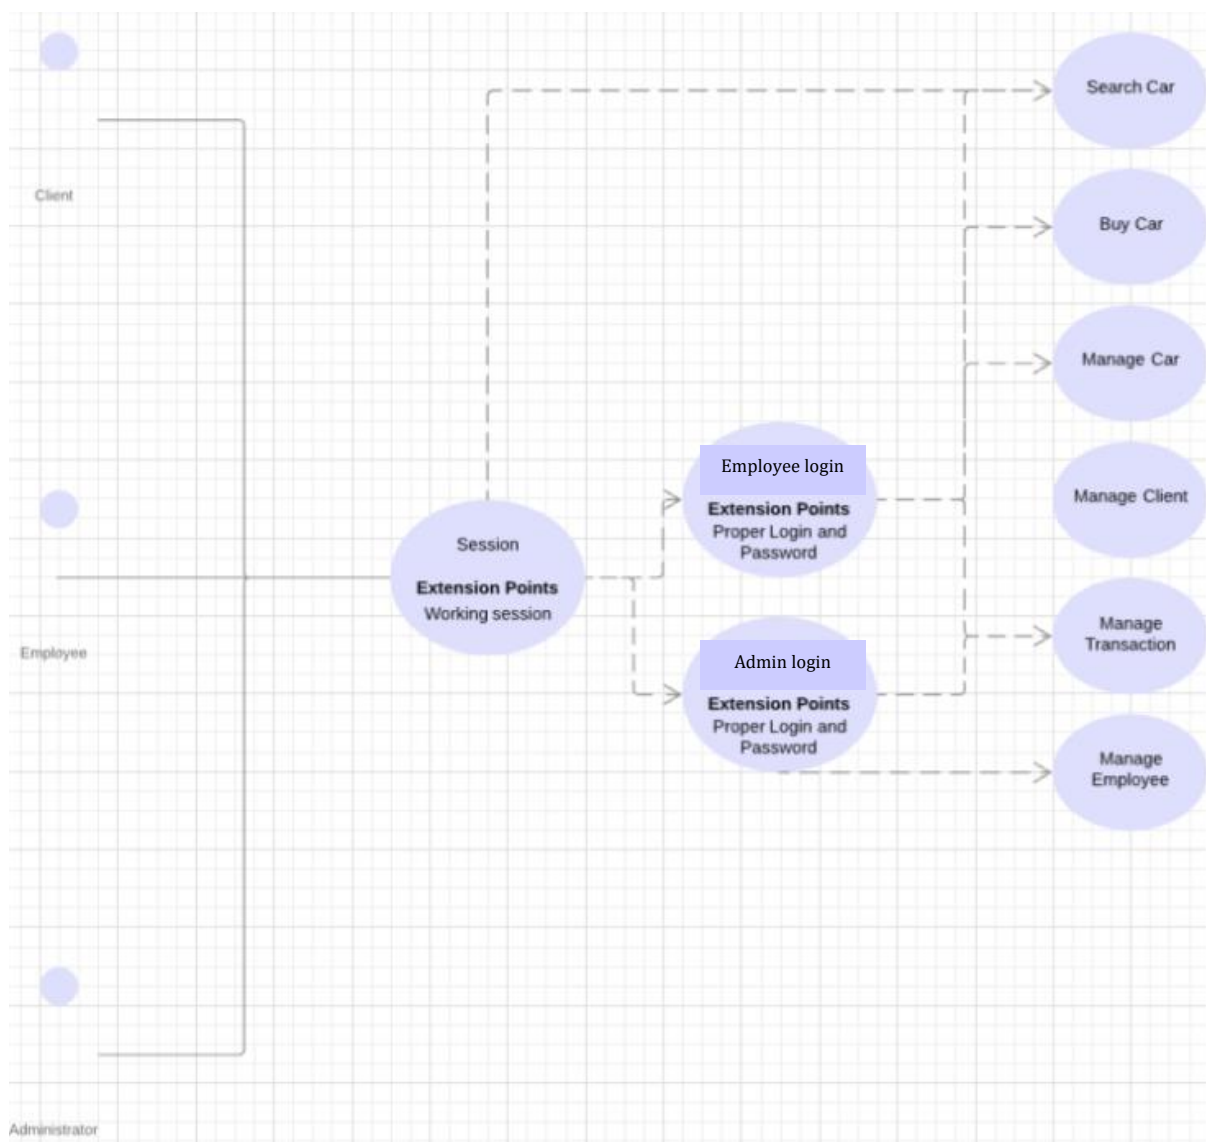 Search Car
Client
Buy Car
Manage Car
Employee login
Extension Points
Proper Login and
Password
Manage Client
Session
Extension Points
Working session
Employee
Admin login
Extension Points
Proper Login and
Password
Manage
Transaction
Manage
Employee
Administrator